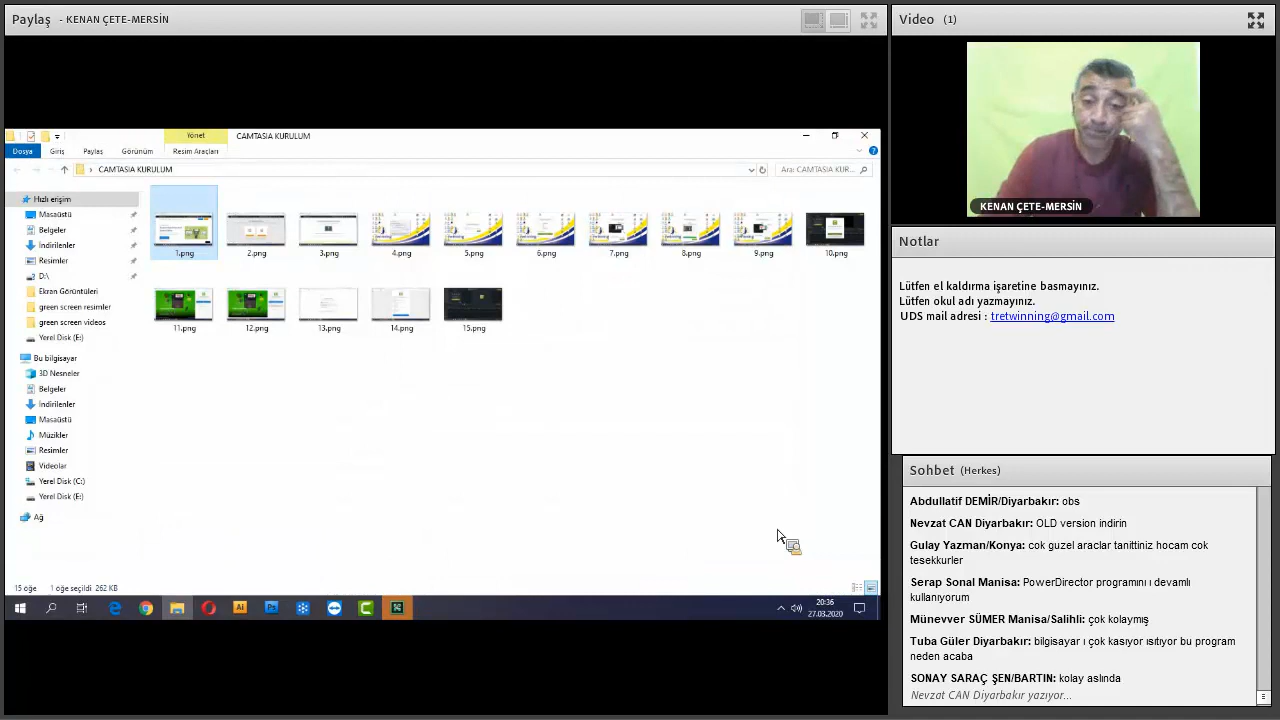 Paylaş - KENAN ÇETE-MERSİN
Yönet
CAMTASIA KURULUM
Dosya Giriş Paylaş Görünüm Resim Araçları
CAMTASIA KURULUM
Ara: CAMTASIA KUR...
Hızlı erişim
Masaüstü
Belgeler
İndirilenler
Resimler
D:\
Ekran Görüntüleri
green screen resimler
green screen videos
Yerel Disk (E:)
Bu bilgisayar
3D Nesneler
Belgeler
İndirilenler
Masaüstü
Müzikler
Resimler
Videolar
Yerel Disk (C:)
Yerel Disk (E:)
Ağ
1.png 2.png 3.png 4.png 5.png 6.png 7.png 8.png 9.png 10.png
11.png 12.png 13.png 14.png 15.png
15 öğe 1 öğe seçildi 262 KB
Ai Ps
20:36
27.03.2020
Video (1)
KENAN ÇETE-MERSİN
Notlar
Lütfen el kaldırma işaretine basmayınız.
Lütfen okul adı yazmayınız.
UDS mail adresi : tretwinning@gmail.com
Sohbet (Herkes)
Abdullatif DEMİR/Diyarbakır: obs
Nevzat CAN Diyarbakır: OLD version indirin
Gulay Yazman/Konya: cok guzel araclar tanittiniz hocam cok
tesekkurler
Serap Sonal Manisa: PowerDirector programını ı devamlı
kullanıyorum
Münevver SÜMER Manisa/Salihli: çok kolaymış
Tuba Güler Diyarbakır: bilgisayar ı çok kasıyor ısıtıyor bu program
neden acaba
SONAY SARAÇ ŞEN/BARTIN: kolay aslında
Nevzat CAN Diyarbakır yazıyor...